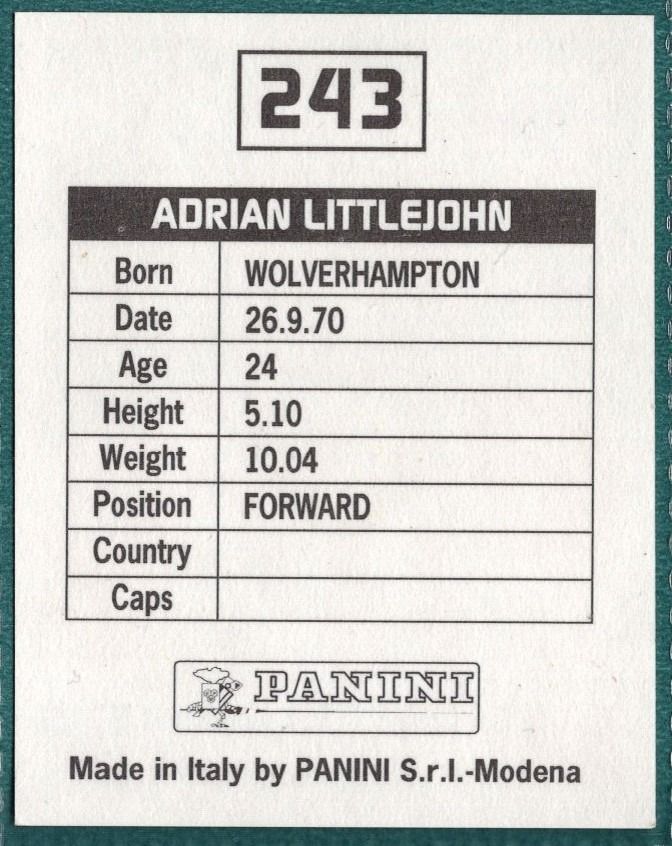 243
ADRIAN LITTLEJOHN
Born WOLVERHAMPTON
Date 26.9.70
Age 24
Height 5.10
Weight 10.04
Position FORWARD
Country
Caps
PANINI
Made in Italy by PANINI S.r.l.-Modena